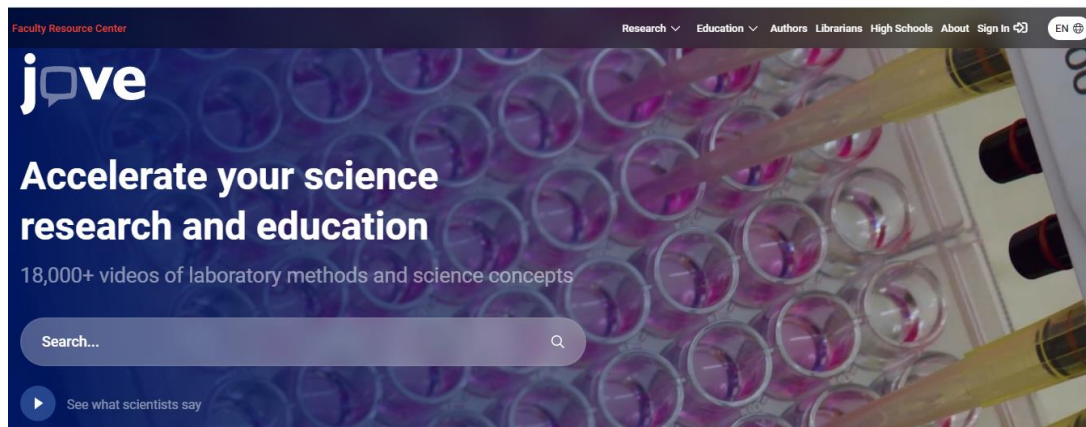 Faculty Resource Center
Research Education Authors Librarians High Schools About Sign In EN
jove
Accelerate your science
research and education
18,000+ videos of laboratory methods and science concepts
Search...
See what scientists say